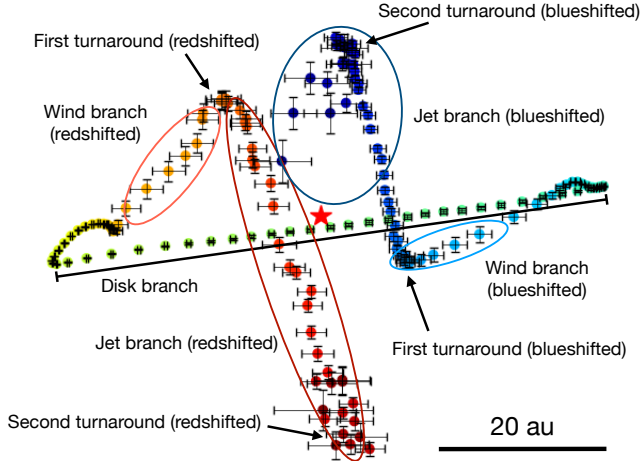 Second turnaround (blueshifted)
First turnaround (redshifted)
Wind branch
(redshifted)
Jet branch
(blueshifted)
Disk branch
Wind branch
(blueshifted)
Jet branch (redshifted)
First turnaround (blueshifted)
Second turnaround (redshifted)
20 au